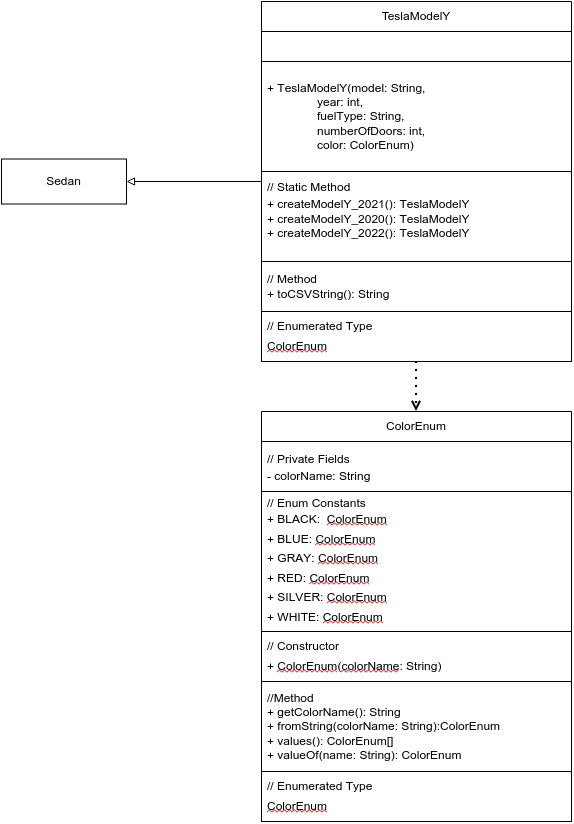 TeslaModelY
+ TeslaModelY(model: String,
year: int,
fuelType: String,
numberOfDoors: int,
color: ColorEnum)
Sedan
// Static Method
+ createModelY_2021(): TeslaModelY
+ createModelY_2020(): TeslaModelY
+ createModelY_2022(): TeslaModelY
// Method
+ toCSVString(): String
// Enumerated Type
ColorEnum
ColorEnum
// Private Fields
- colorName: String
// Enum Constants
+ BLACK:  ColorEnum
+ BLUE: ColorEnum
+ GRAY: ColorEnum
+ RED: ColorEnum
+ SILVER: ColorEnum
+ WHITE: ColorEnum
// Constructor
+ ColorEnum(colorName: String)
//Method
+ getColorName(): String
+ fromString(colorName: String):ColorEnum
+ values(): ColorEnum[]
+ valueOf(name: String): ColorEnum
// Enumerated Type
ColorEnum